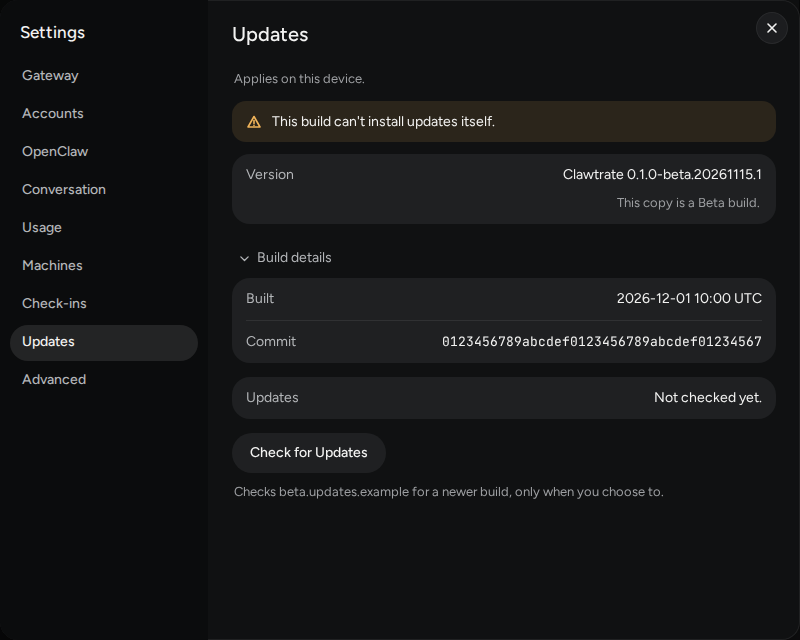 Settings
Gateway
Accounts
OpenClaw
Conversation
Usage
Machines
Check-ins
Updates
Advanced
Updates
Applies on this device.
This build can't install updates itself.
Version
Clawtrate 0.1.0-beta.20261115.1
This copy is a Beta build.
Build details
Built
2026-12-01 10:00 UTC
Commit
0123456789abcdef0123456789abcdef01234567
Updates
Not checked yet.
Check for Updates
Checks beta.updates.example for a newer build, only when you choose to.